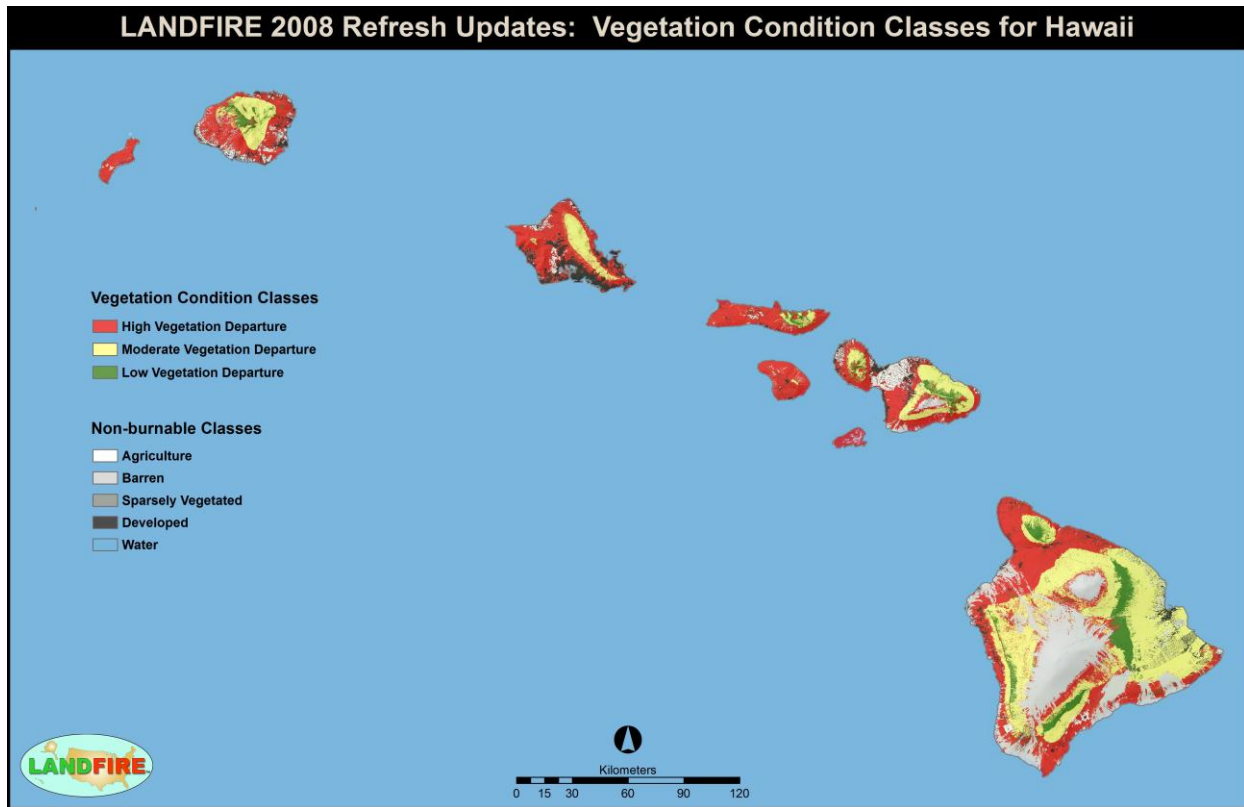 LANDFIRE 2008 Refresh Updates: Vegetation Condition Classes for Hawaii
Vegetation Condition Classes
High Vegetation Departure
Moderate Vegetation Departure
Low Vegetation Departure
Non-burnable Classes
Agriculture
Barren
Sparsely Vegetated
Developed
Water
LANDFIRE
Kilometers
0 15 30 60 90 120